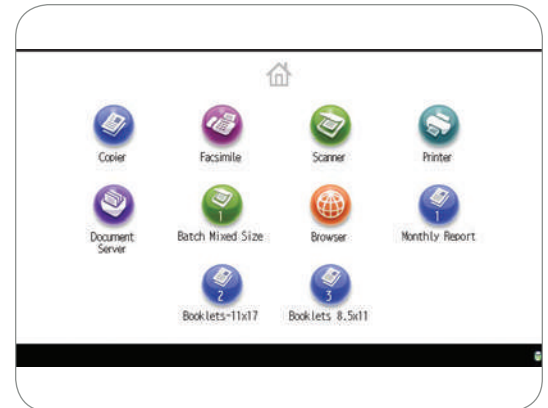 Copier
Facsimile
Scanner
Printer
Document
Server
1
Batch Mixed Size
Browser
1
Monthly Report
2
Booklets-11x17
3
Booklets 8.5x11